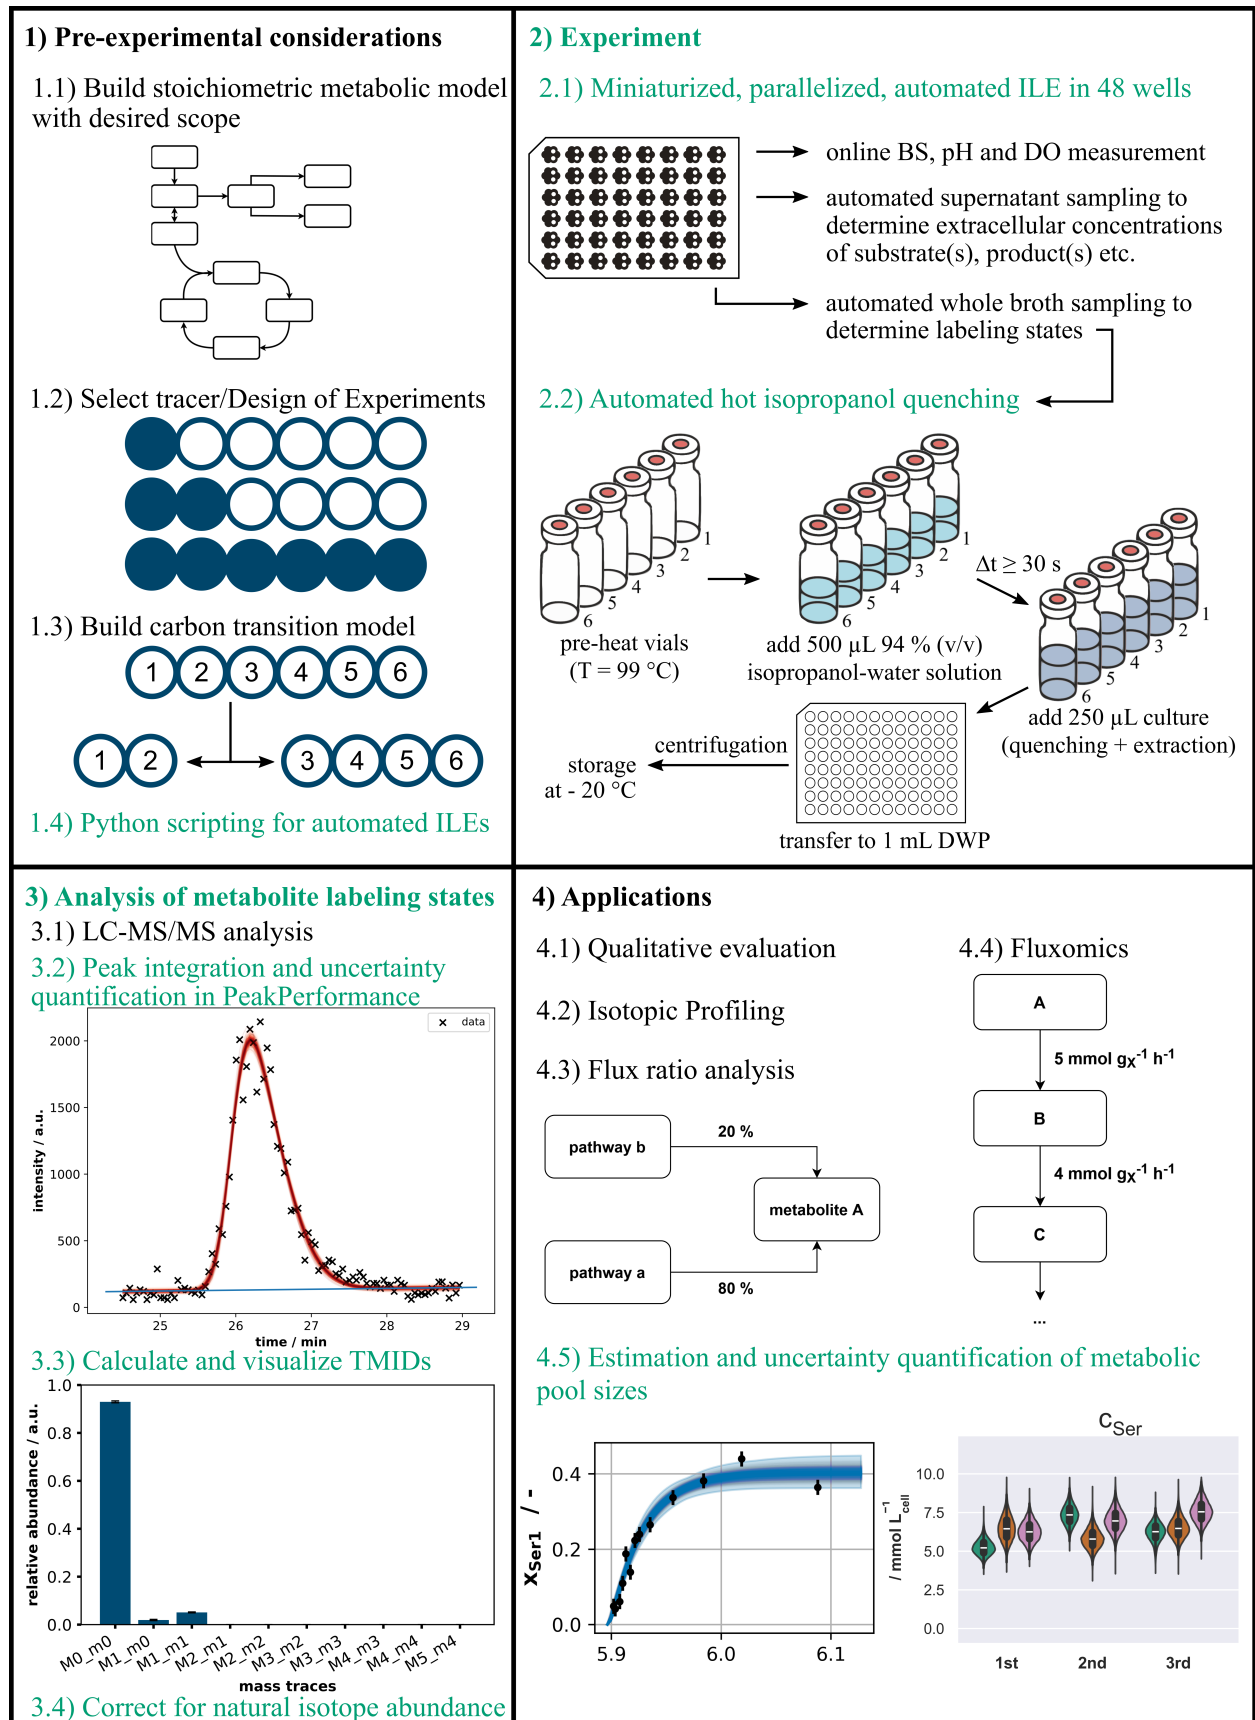 1) Pre-experimental considerations
1.1) Build stoichiometric metabolic model
with desired scope
1.2) Select tracer/Design of Experiments
1.3) Build carbon transition model
1 2 3 4 5 6
1 2 3 4 5 6
1.4) Python scripting for automated ILEs
2) Experiment
2.1) Miniaturized, parallelized, automated ILE in 48 wells
online BS, pH and DO measurement
automated supernatant sampling to
determine extracellular concentrations
of substrate(s), product(s) etc.
automated whole broth sampling to
determine labeling states
2.2) Automated hot isopropanol quenching
1
2
3
4
5
6
pre-heat vials
(T = 99 °C)
1
2
3
4
5
6
add 500 µL 94 % (v/v)
isopropanol-water solution
Δt ≥ 30 s
1
2
3
4
5
6
add 250 µL culture
(quenching + extraction)
centrifugation
storage
at - 20 °C
transfer to 1 mL DWP
3) Analysis of metabolite labeling states
3.1) LC-MS/MS analysis
3.2) Peak integration and uncertainty
quantification in PeakPerformance
data
2000
1500
1000
500
0
intensity / a.u.
25 26 27 28 29
time / min
3.3) Calculate and visualize TMIDs
1.0
0.8
0.6
0.4
0.2
0.0
relative abundance / a.u.
M0_m0 M1_m0 M1_m1 M2_m1 M2_m2 M3_m2 M3_m3 M4_m3 M4_m4 M5_m4
mass traces
3.4) Correct for natural isotope abundance
4) Applications
4.1) Qualitative evaluation
4.2) Isotopic Profiling
4.3) Flux ratio analysis
pathway b
20 %
metabolite A
pathway a
80 %
4.4) Fluxomics
A
5 mmol gX⁻¹ h⁻¹
B
4 mmol gX⁻¹ h⁻¹
C
...
4.5) Estimation and uncertainty quantification of metabolic
pool sizes
xSer1 / -
0.4
0.2
0.0
5.9 6.0 6.1
cSer
/ mmol L⁻¹cell
10.0
7.5
5.0
2.5
0.0
1st 2nd 3rd